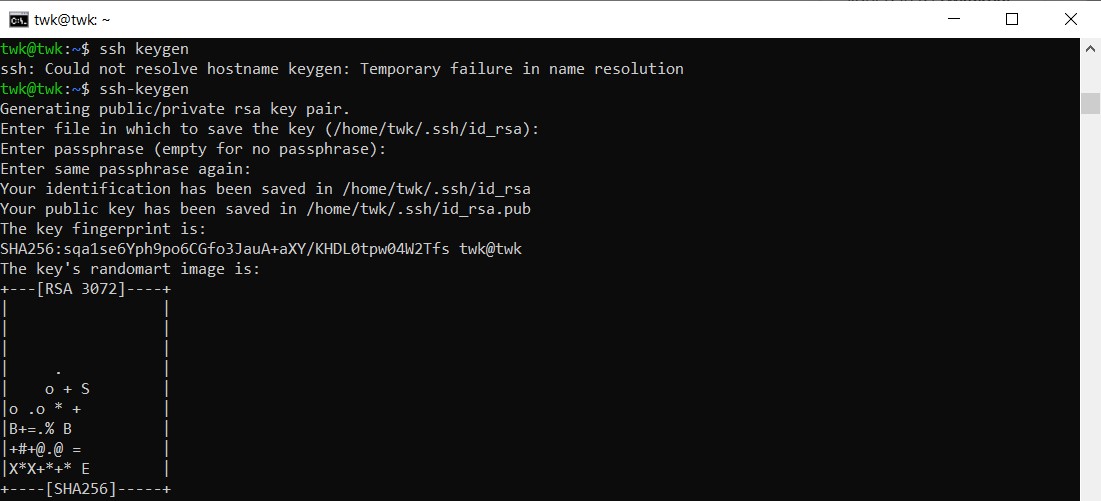 twk@twk: ~
twk@twk:~$ ssh keygen
ssh: Could not resolve hostname keygen: Temporary failure in name resolution
twk@twk:~$ ssh-keygen
Generating public/private rsa key pair.
Enter file in which to save the key (/home/twk/.ssh/id_rsa):
Enter passphrase (empty for no passphrase):
Enter same passphrase again:
Your identification has been saved in /home/twk/.ssh/id_rsa
Your public key has been saved in /home/twk/.ssh/id_rsa.pub
The key fingerprint is:
SHA256:sqa1se6Yph9po6CGfo3JauA+aXY/KHDL0tpw04W2Tfs twk@twk
The key's randomart image is:
+---[RSA 3072]----+
|                 |
|                 |
|                 |
|     .           |
|    o + S        |
|o .o * +         |
|B+=.% B          |
|+#+@.@ =         |
|X*X+*+* E        |
+----[SHA256]-----+